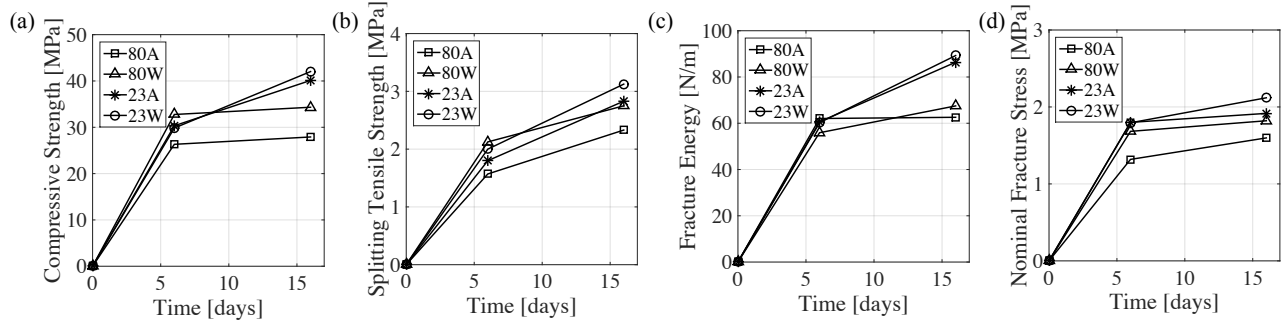 (a)
Compressive Strength [MPa]
50
40
30
20
10
0
80A
80W
23A
23W
0 5 10 15
Time [days]
(b)
Splitting Tensile Strength [MPa]
4
3
2
1
0
80A
80W
23A
23W
0 5 10 15
Time [days]
(c)
Fracture Energy [N/m]
100
80
60
40
20
0
80A
80W
23A
23W
0 5 10 15
Time [days]
(d)
Nominal Fracture Stress [MPa]
3
2
1
0
80A
80W
23A
23W
0 5 10 15
Time [days]